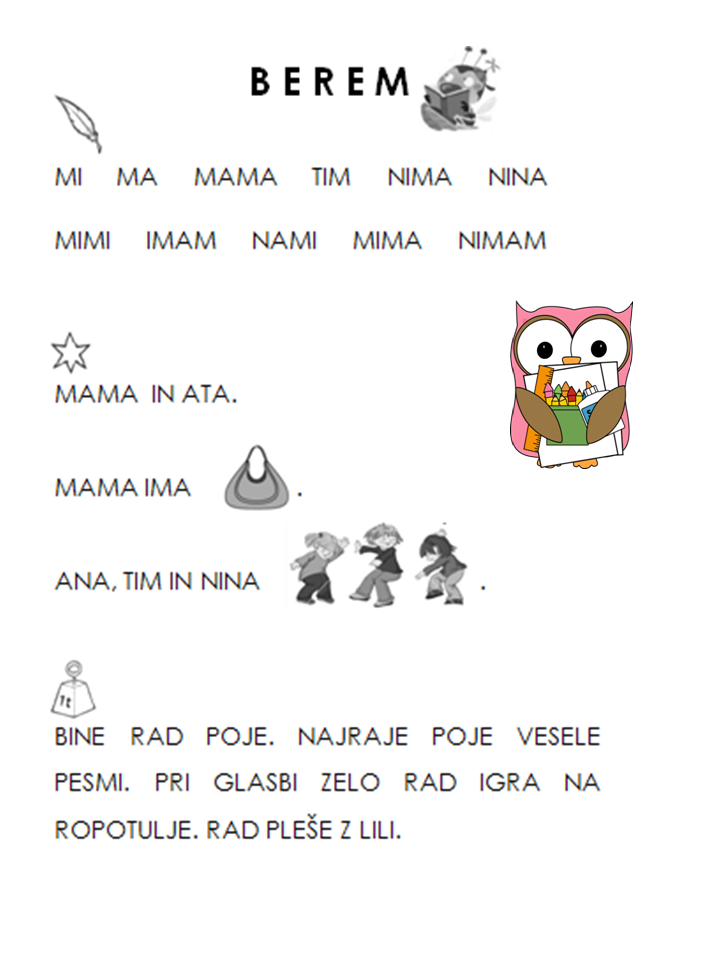 BEREM
MI MA MAMA TIM NIMA NINA
MIMI IMAM NAMI MIMA NIMAM
MAMA IN ATA.
MAMA IMA .
ANA, TIM IN NINA .
1t
BINE RAD POJE. NAJRAJE POJE VESELE
PESMI. PRI GLASBI ZELO RAD IGRA NA
ROPOTULJE. RAD PLEŠE Z LILI.